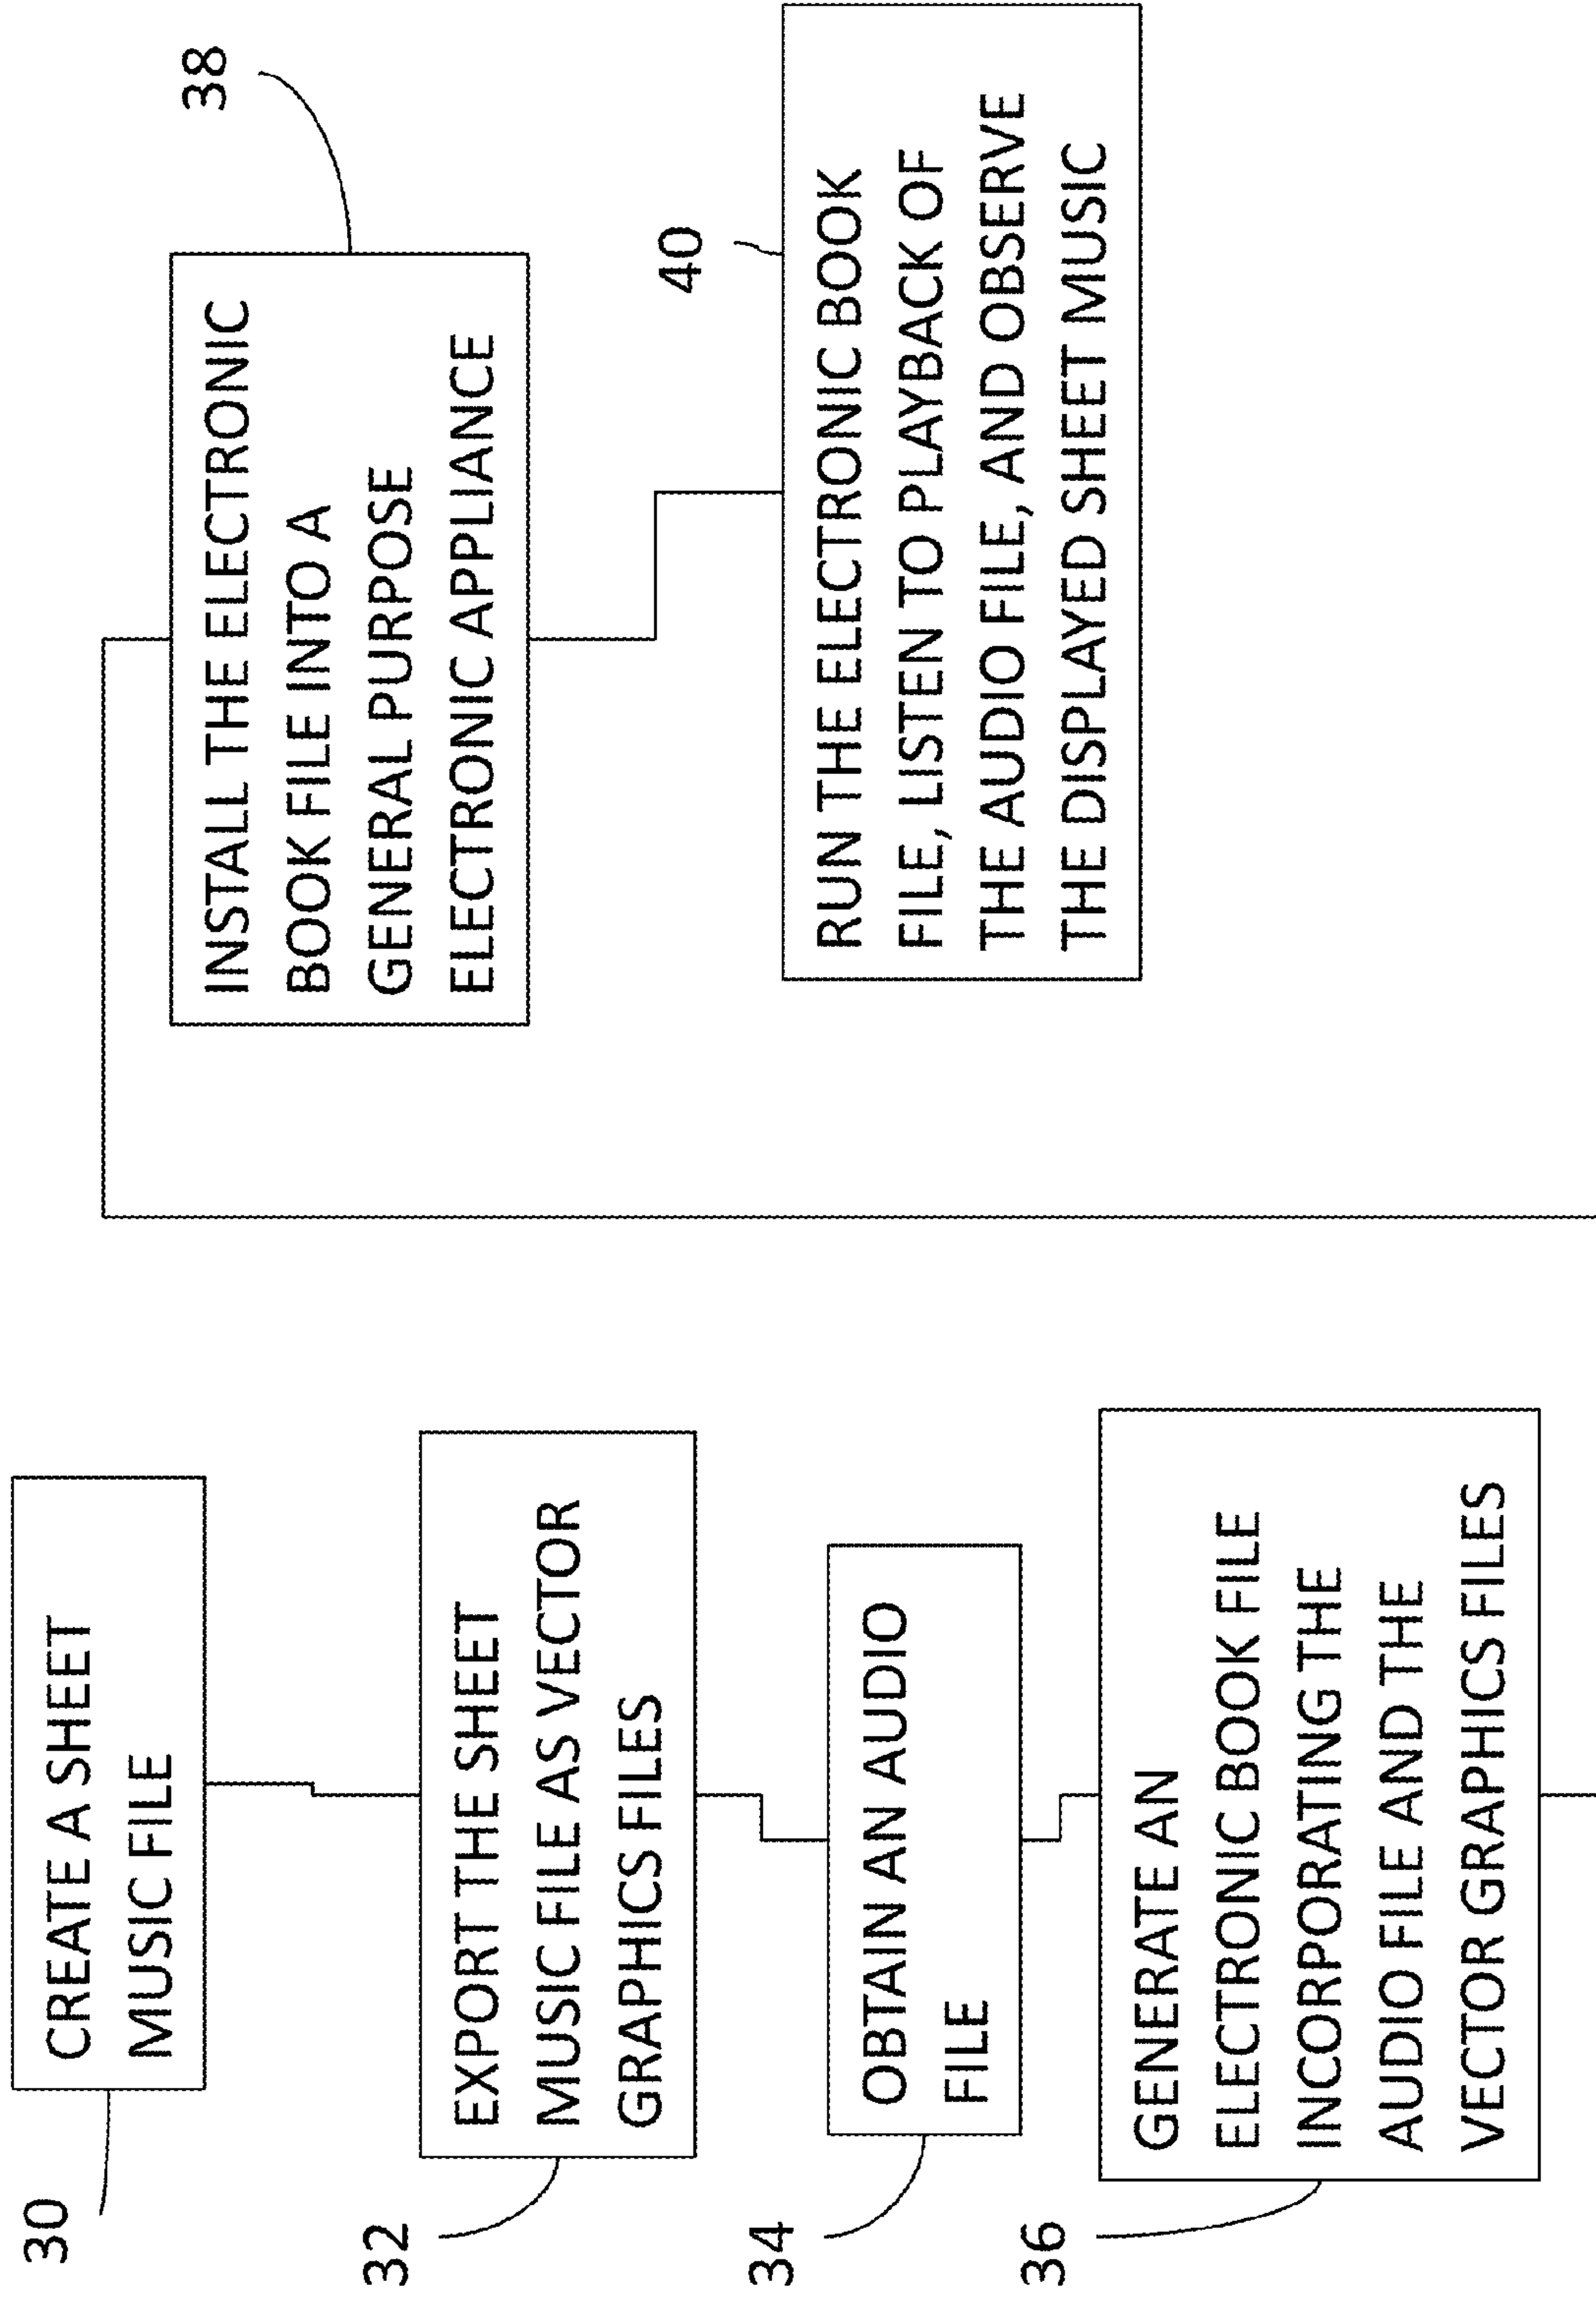 30
CREATE A SHEET
MUSIC FILE
32
EXPORT THE SHEET
MUSIC FILE AS VECTOR
GRAPHICS FILES
34
OBTAIN AN AUDIO
FILE
36
GENERATE AN
ELECTRONIC BOOK FILE
INCORPORATING THE
AUDIO FILE AND THE
VECTOR GRAPHICS FILES
38
INSTALL THE ELECTRONIC
BOOK FILE INTO A
GENERAL PURPOSE
ELECTRONIC APPLIANCE
40
RUN THE ELECTRONIC BOOK
FILE, LISTEN TO PLAYBACK OF
THE AUDIO FILE, AND OBSERVE
THE DISPLAYED SHEET MUSIC